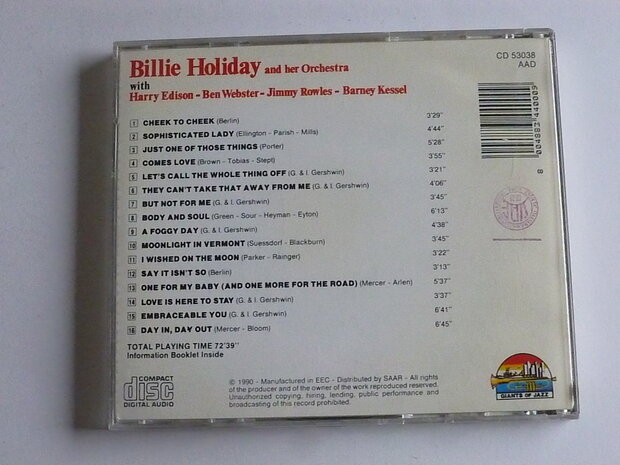 Billie Holiday and her Orchestra
with
Harry Edison - Ben Webster - Jimmy Rowles - Barney Kessel
CD 53038
AAD
1 CHEEK TO CHEEK (Berlin) 3'29"
2 SOPHISTICATED LADY (Ellington - Parish - Mills) 4'44"
3 JUST ONE OF THOSE THINGS (Porter) 5'28"
4 COMES LOVE (Brown - Tobias - Stept) 3'55"
5 LET'S CALL THE WHOLE THING OFF (G. & I. Gershwin) 3'21"
6 THEY CAN'T TAKE THAT AWAY FROM ME (G. & I. Gershwin) 4'06"
7 BUT NOT FOR ME (G. & I. Gershwin) 3'45"
8 BODY AND SOUL (Green - Sour - Heyman - Eyton) 6'13"
9 A FOGGY DAY (G. & I. Gershwin) 4'38"
10 MOONLIGHT IN VERMONT (Suessdorf - Blackburn) 3'45"
11 I WISHED ON THE MOON (Parker - Rainger) 3'22"
12 SAY IT ISN'T SO (Berlin) 3'13"
13 ONE FOR MY BABY (AND ONE MORE FOR THE ROAD) (Mercer - Arlen) 5'37"
14 LOVE IS HERE TO STAY (G. & I. Gershwin) 3'37"
15 EMBRACEABLE YOU (G. & I. Gershwin) 6'41"
16 DAY IN, DAY OUT (Mercer - Bloom) 6'45"
TOTAL PLAYING TIME 72'39"
Information Booklet Inside
COMPACT
disc
DIGITAL AUDIO
© 1990 - Manufactured in EEC - Distributed by SAAR - All rights
of the producer and of the owner of the work reproduced reserved.
Unauthorized copying, hiring, lending, public performance and
broadcasting of this record prohibited.
GIANTS OF JAZZ